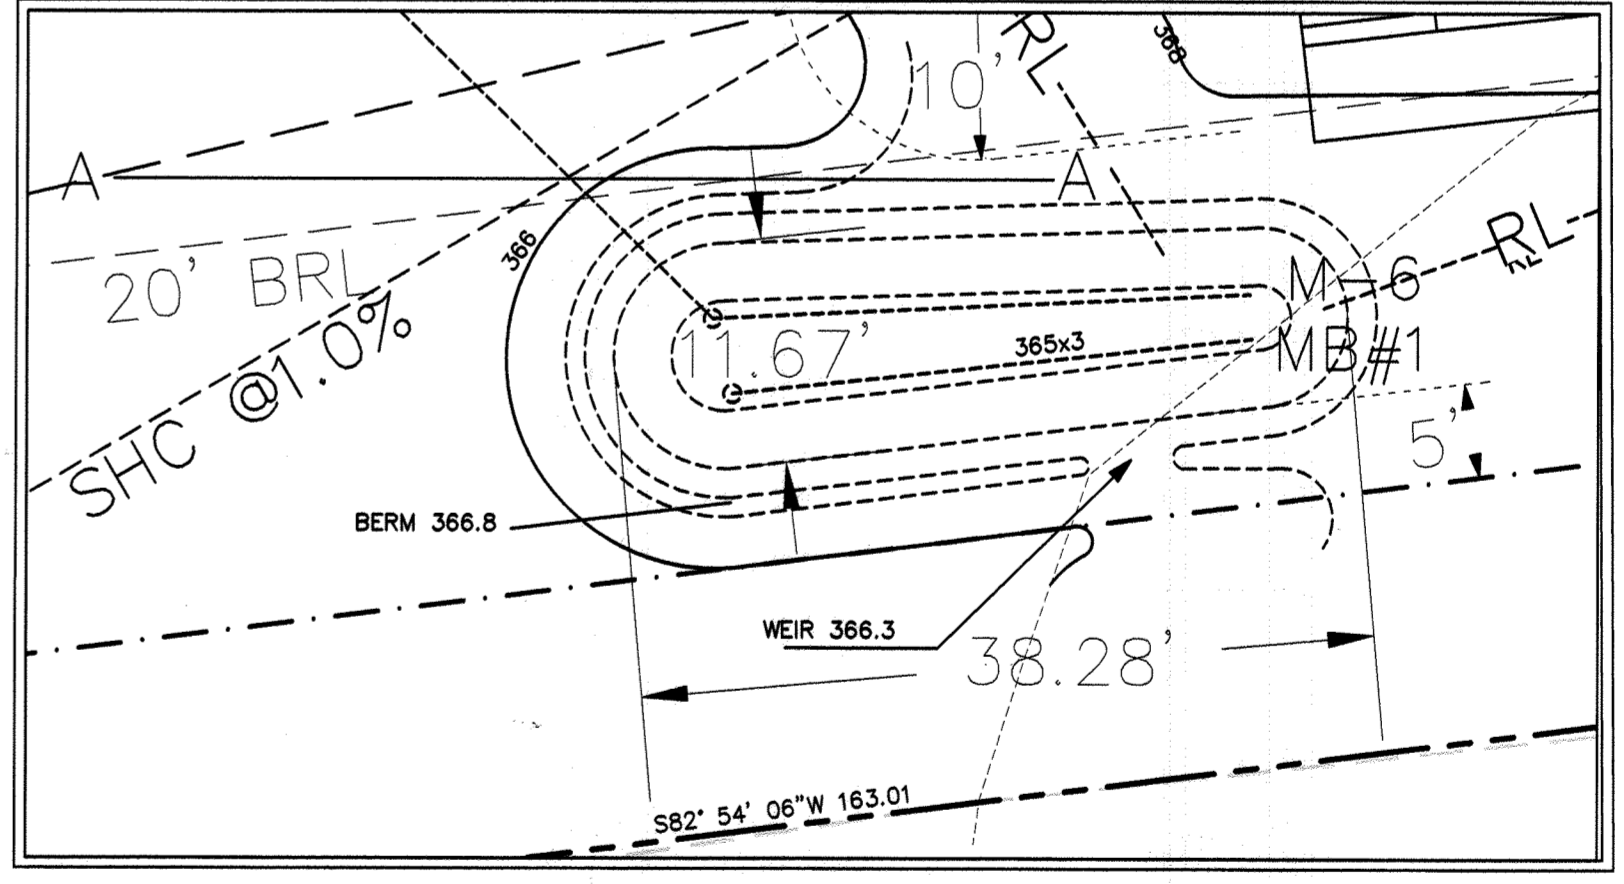 368
10'
RL
A
A
20' BRL
366
SHC @1.0%
M-6
RL
RL
11.67'
365x3
MB#1
5'
BERM 366.8
WEIR 366.3
38.28'
S82° 54' 06"W 163.01